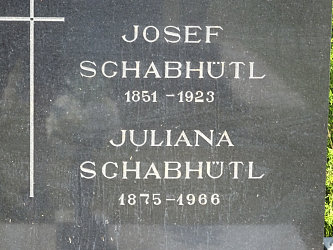 JOSEF
SCHABHÜTL
1851-1923
JULIANA
SCHABHÜTL
1875-1966